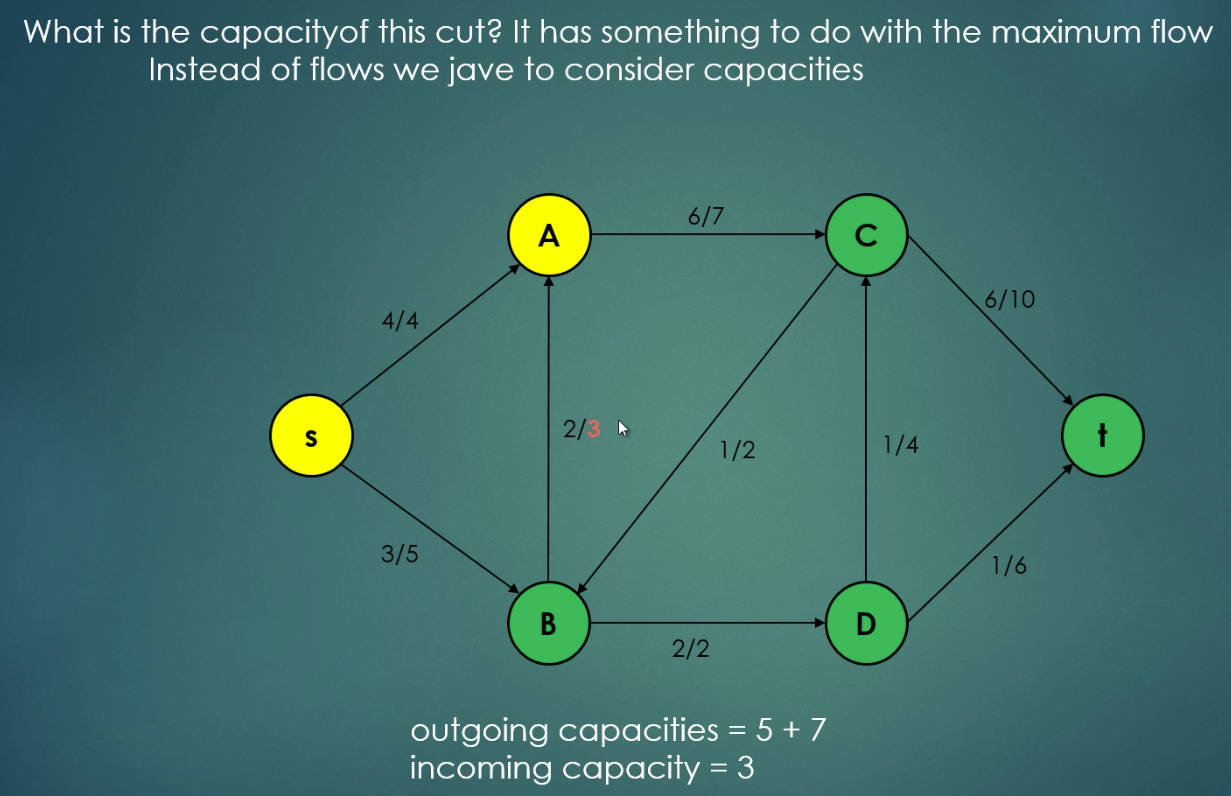 What is the capacityof this cut? It has something to do with the maximum flow
Instead of flows we jave to consider capacities
A
6/7
C
4/4
6/10
s
2/3
1/2
1/4
t
3/5
1/6
B
2/2
D
outgoing capacities = 5 + 7
incoming capacity = 3